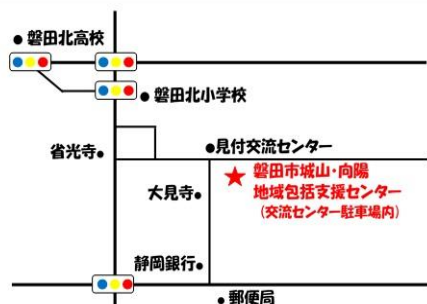 ●磐田北高校
●磐田北小学校
省光寺●
●見付交流センター
★磐田市城山・向陽
地域包括支援センター
(交流センター駐車場内)
大見寺●
静岡銀行●
●郵便局